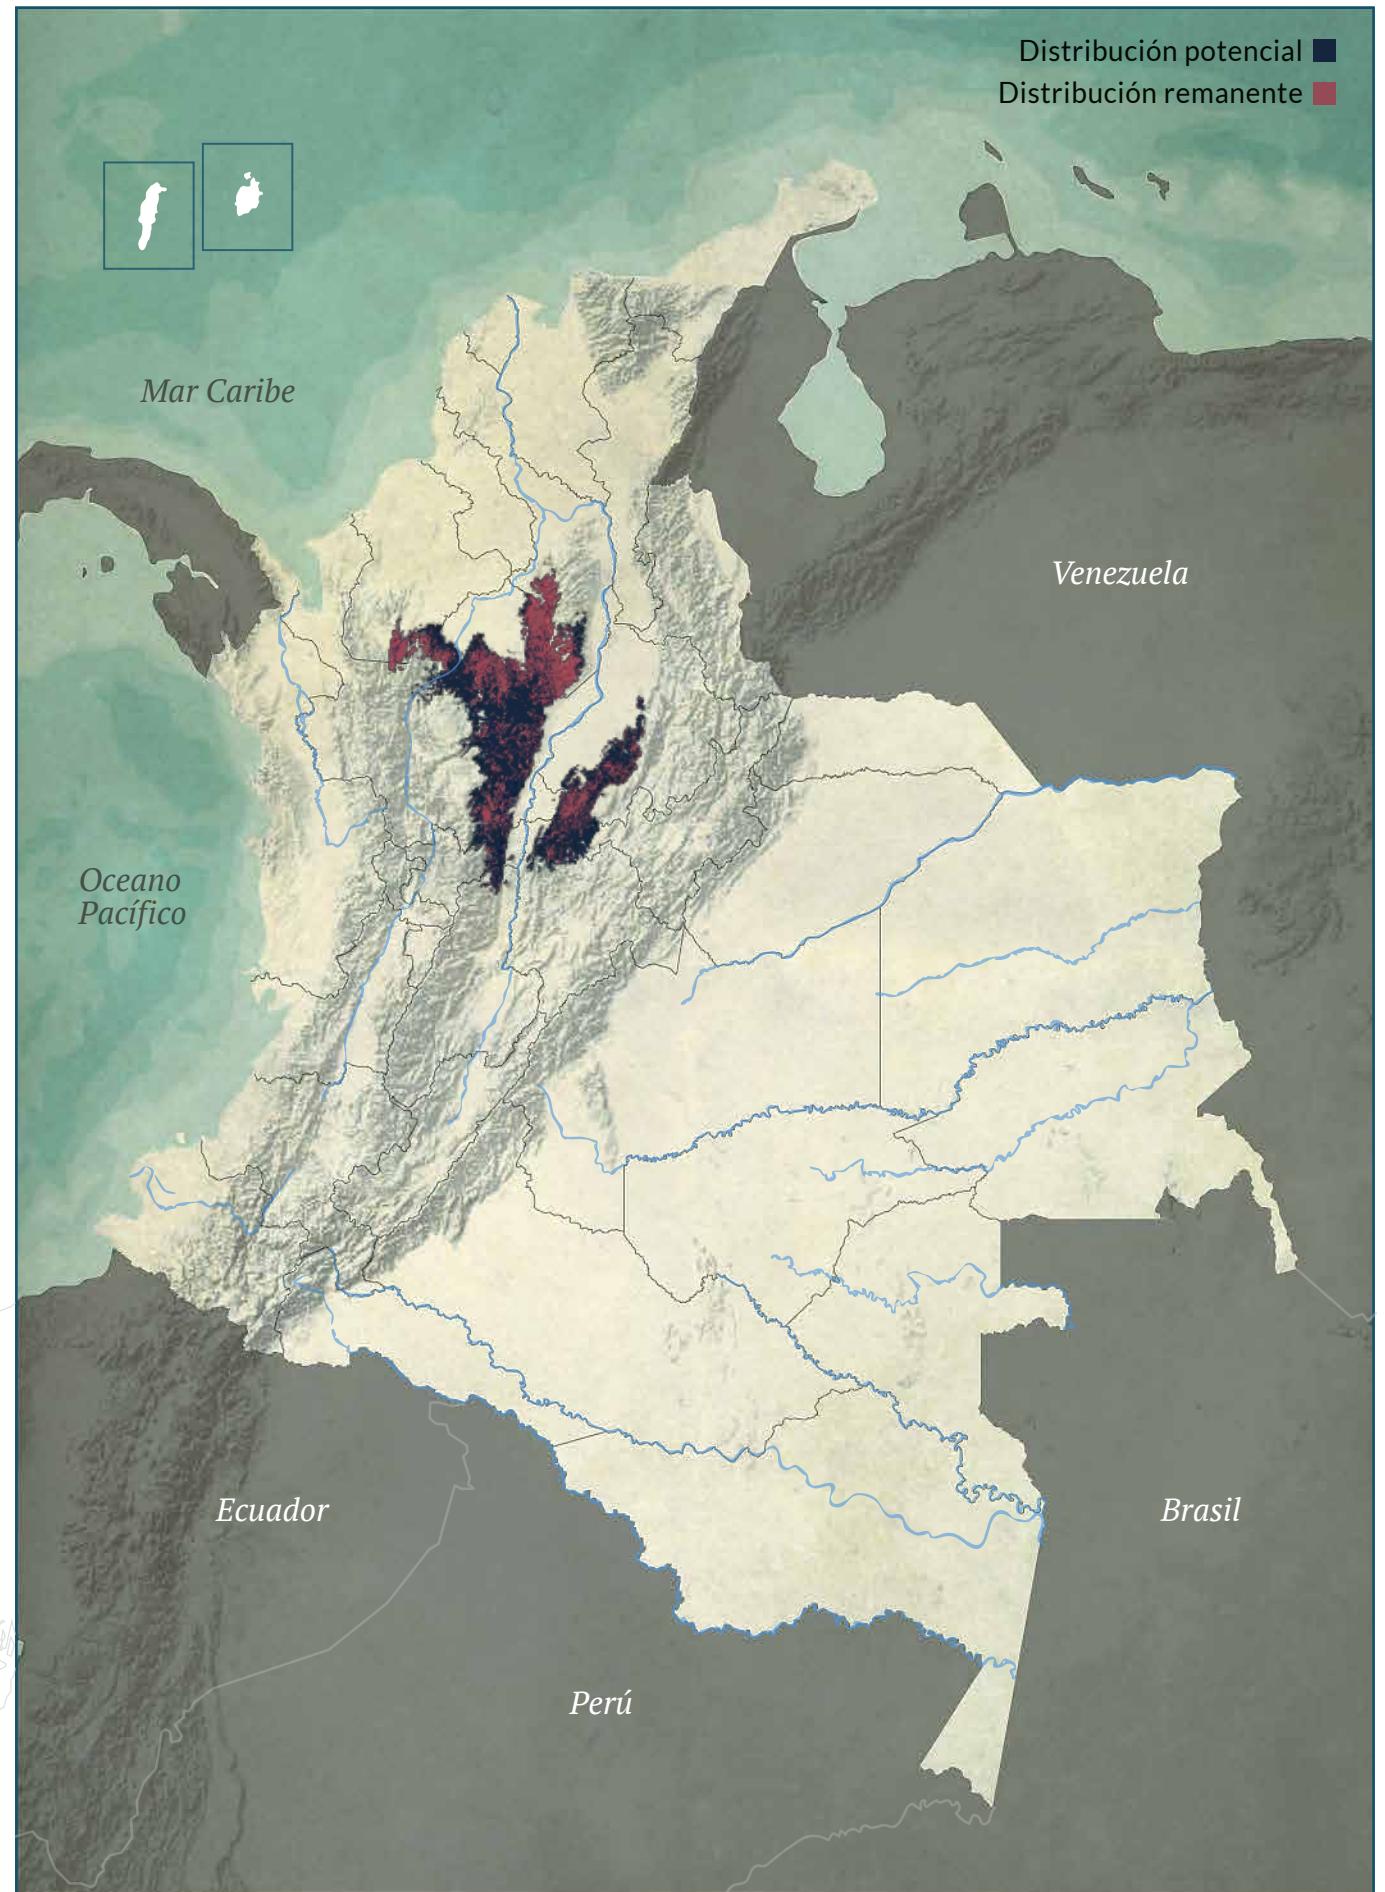 Distribución potencial
Distribución remanente
Mar Caribe
Venezuela
Oceano
Pacífico
Ecuador
Brasil
Perú